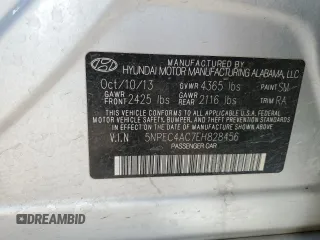 MANUFACTURED BY
HYUNDAI MOTOR MANUFACTURING ALABAMA, LLC
Oct/10/13 GVWR 4365 lbs PAINT SM
GAWR FRONT 2425 lbs GAWR REAR 2116 lbs TRIM RA
THIS VEHICLE CONFORMS TO ALL APPLICABLE
FEDERAL MOTOR VEHICLE SAFETY, BUMPER,
AND THEFT PREVENTION STANDARDS IN EFFECT
ON THE DATE OF MANUFACTURE SHOWN ABOVE.
V.I.N 5NPEC4AC7EH828456
PASSENGER CAR
©DREAMBID